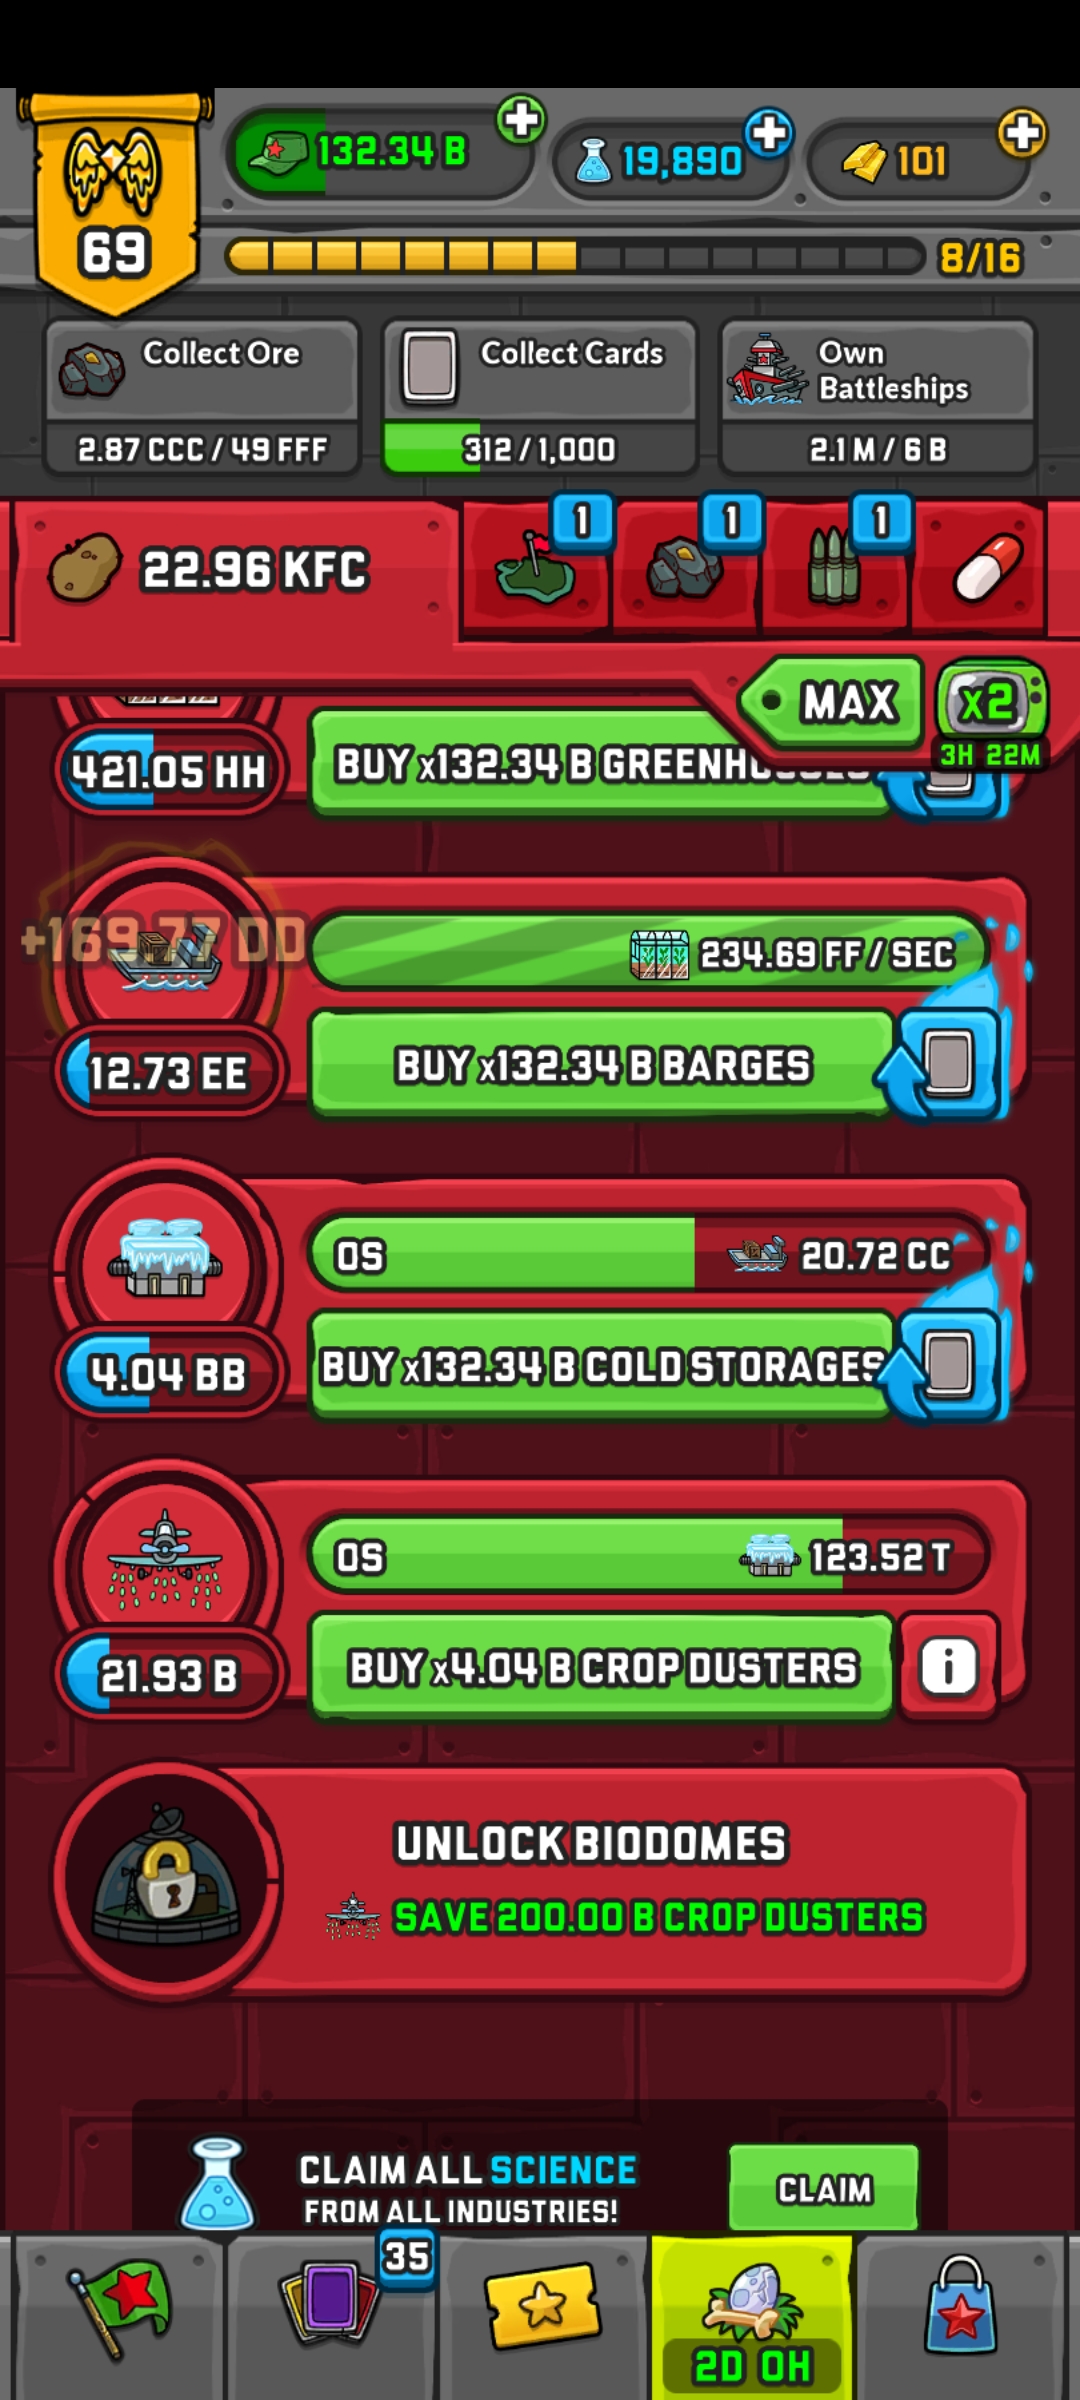 132.34 B
19,890
101
69
8/16
Collect Ore
2.87 CCC / 49 FFF
Collect Cards
312 / 1,000
Own
Battleships
2.1 M / 6 B
22.96 KFC
1
1
1
MAX
x2
3H 22M
421.05 HH
BUY x132.34 B GREENHOUSES
+169.77 DD
234.69 FF / SEC
12.73 EE
BUY x132.34 B BARGES
0S
20.72 CC
4.04 BB
BUY x132.34 B COLD STORAGES
0S
123.52 T
21.93 B
BUY x4.04 B CROP DUSTERS
i
UNLOCK BIODOMES
SAVE 200.00 B CROP DUSTERS
CLAIM ALL SCIENCE
FROM ALL INDUSTRIES!
CLAIM
35
2D 0H